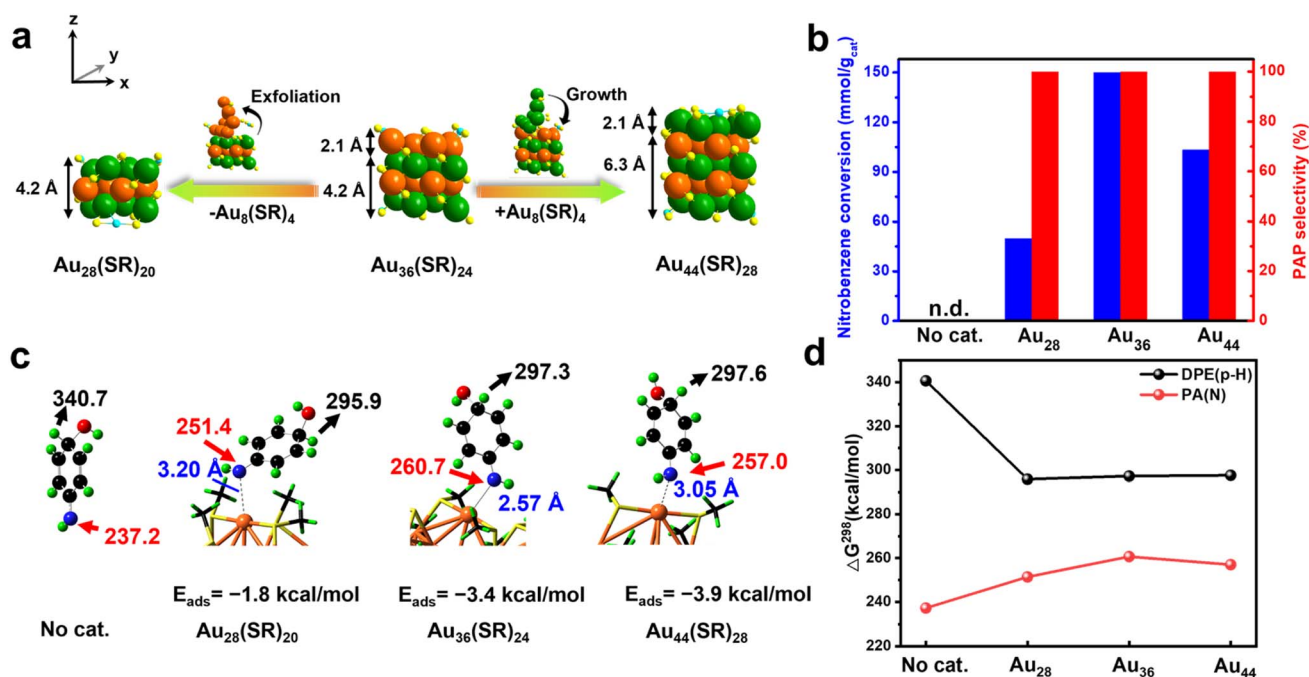 a
z
y
x
Exfoliation
Growth
2.1 Å
4.2 Å
4.2 Å
2.1 Å
6.3 Å
-Au8(SR)4
+Au8(SR)4
Au28(SR)20
Au36(SR)24
Au44(SR)28
b
Nitrobenzene conversion (mmol/gcat)
150
120
90
60
30
0
n.d.
No cat.
Au28
Au36
Au44
100
80
60
40
20
0
PAP selectivity (%)
c
340.7
237.2
No cat.
251.4
295.9
3.20 Å
Eads= −1.8 kcal/mol
Au28(SR)20
297.3
260.7
2.57 Å
Eads= −3.4 kcal/mol
Au36(SR)24
297.6
257.0
3.05 Å
Eads= −3.9 kcal/mol
Au44(SR)28
d
△G298(kcal/mol)
340
320
300
280
260
240
220
DPE(p-H)
PA(N)
No cat.
Au28
Au36
Au44